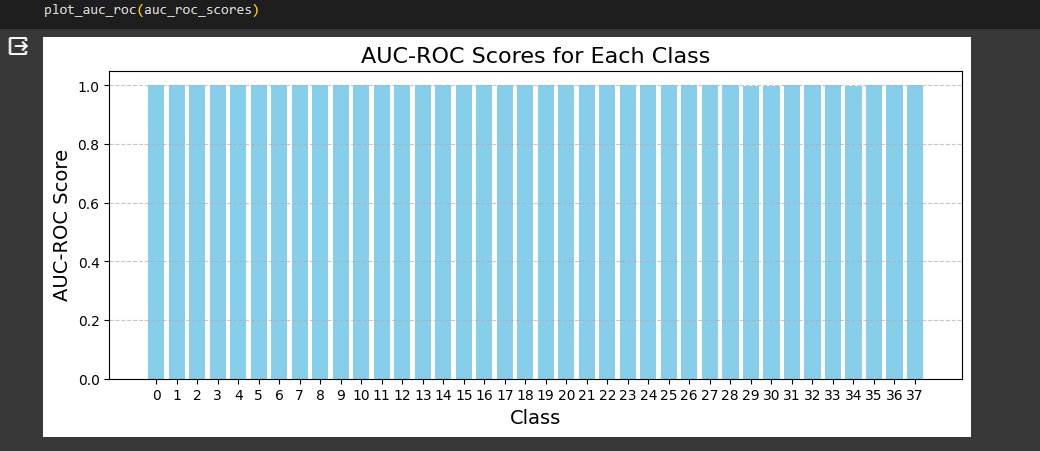 plot_auc_roc(auc_roc_scores)
AUC-ROC Scores for Each Class
AUC-ROC Score
1.0
0.8
0.6
0.4
0.2
0.0
0 1 2 3 4 5 6 7 8 9 10 11 12 13 14 15 16 17 18 19 20 21 22 23 24 25 26 27 28 29 30 31 32 33 34 35 36 37
Class